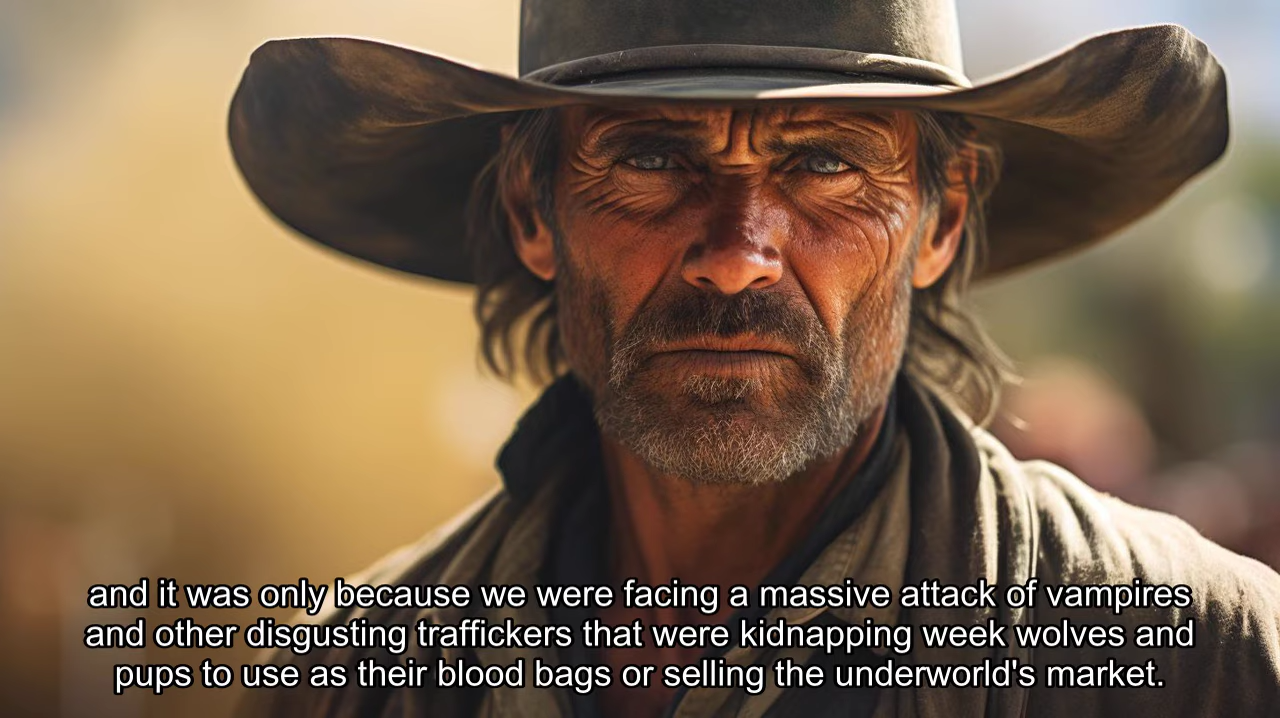 and it was only because we were facing a massive attack of vampires
and other disgusting traffickers that were kidnapping week wolves and
pups to use as their blood bags or selling the underworld's market.